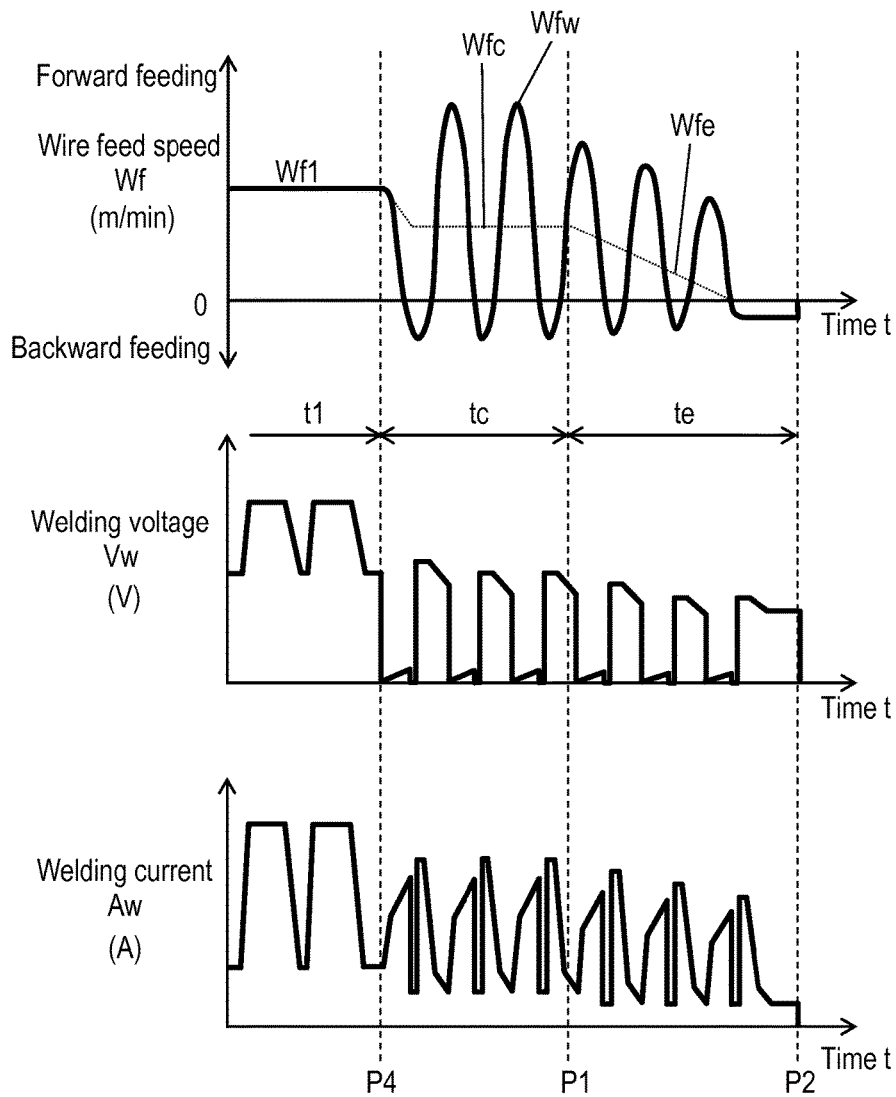 Wfc
Wfw
Forward feeding
Wfe
Wire feed speed
Wf
(m/min)
Wf1
0
Time t
Backward feeding
t1
tc
te
Welding voltage
Vw
(V)
Time t
Welding current
Aw
(A)
Time t
P4
P1
P2